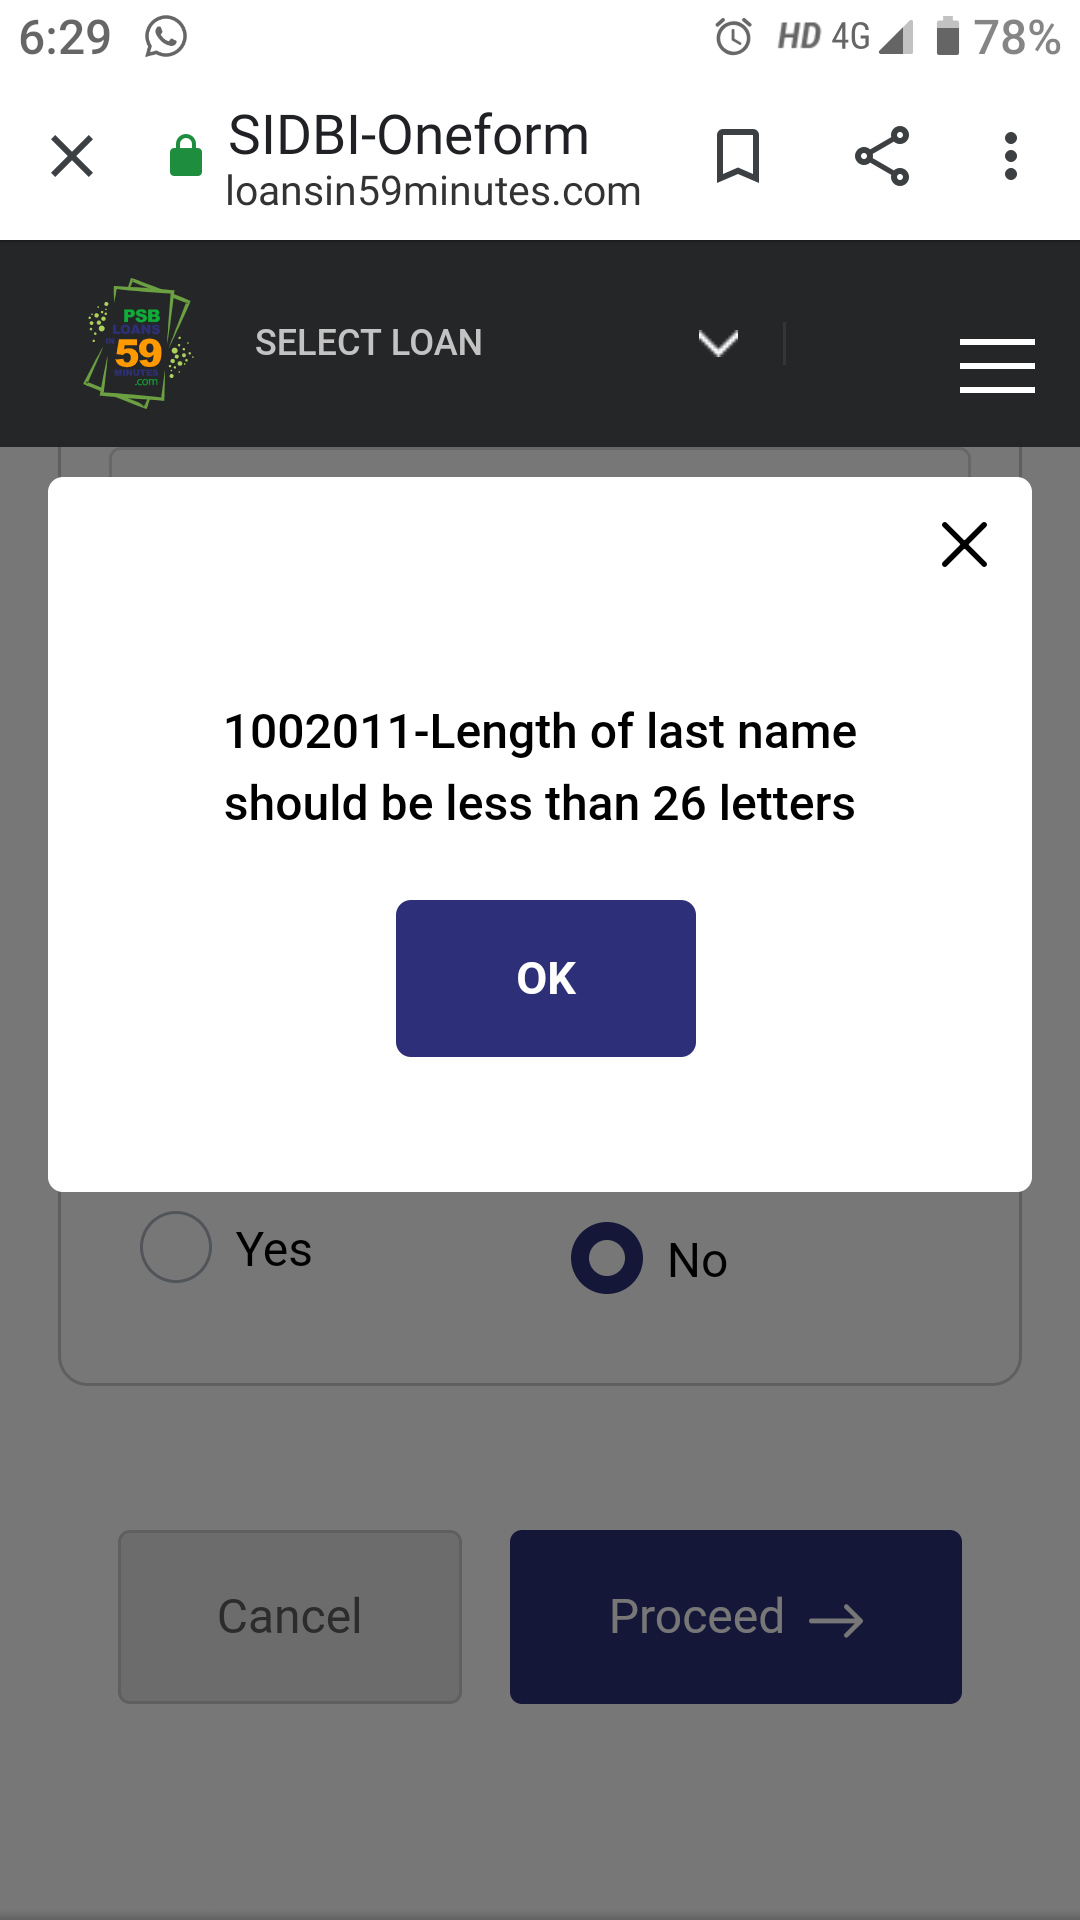 6:29 HD 4G 78%
SIDBI-Oneform
loansin59minutes.com
PSB
LOANS
IN
59
MINUTES
.com
SELECT LOAN
1002011-Length of last name
should be less than 26 letters
OK
Yes No
Cancel Proceed →